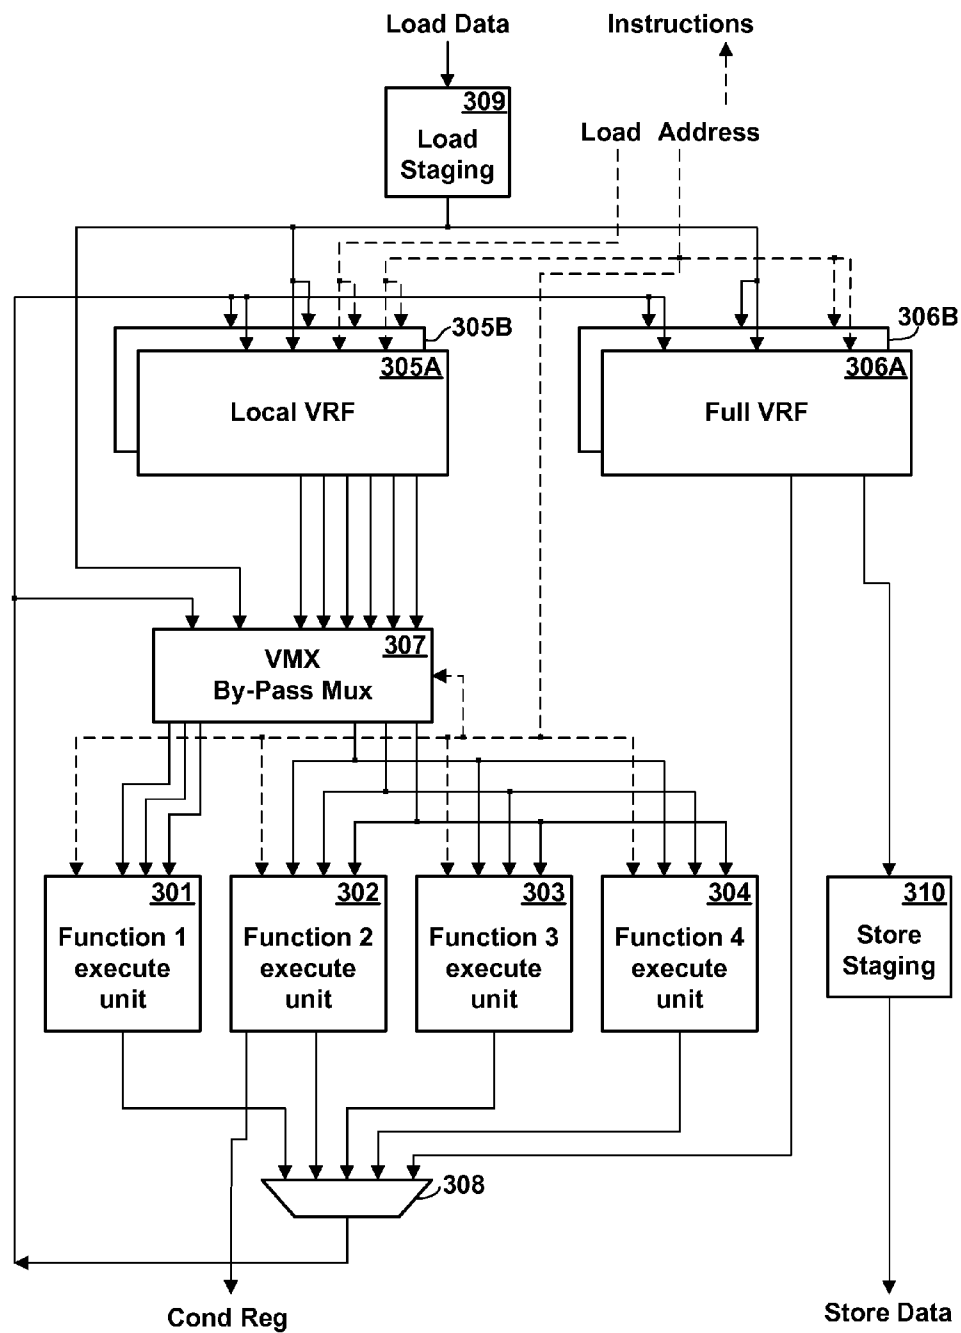 Load Data
Instructions
309
Load
Staging
Load Address
305B
306B
305A
Local VRF
306A
Full VRF
307
VMX
By-Pass Mux
301
Function 1
execute
unit
302
Function 2
execute
unit
303
Function 3
execute
unit
304
Function 4
execute
unit
310
Store
Staging
308
Cond Reg
Store Data